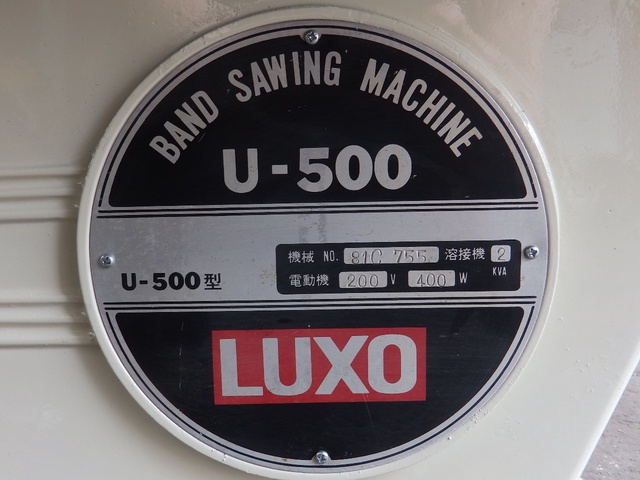 BAND SAWING MACHINE
U-500
機械 NO. 81C 755 溶接機 2 KVA
U-500型 電動機 200 V 400 W
LUXO